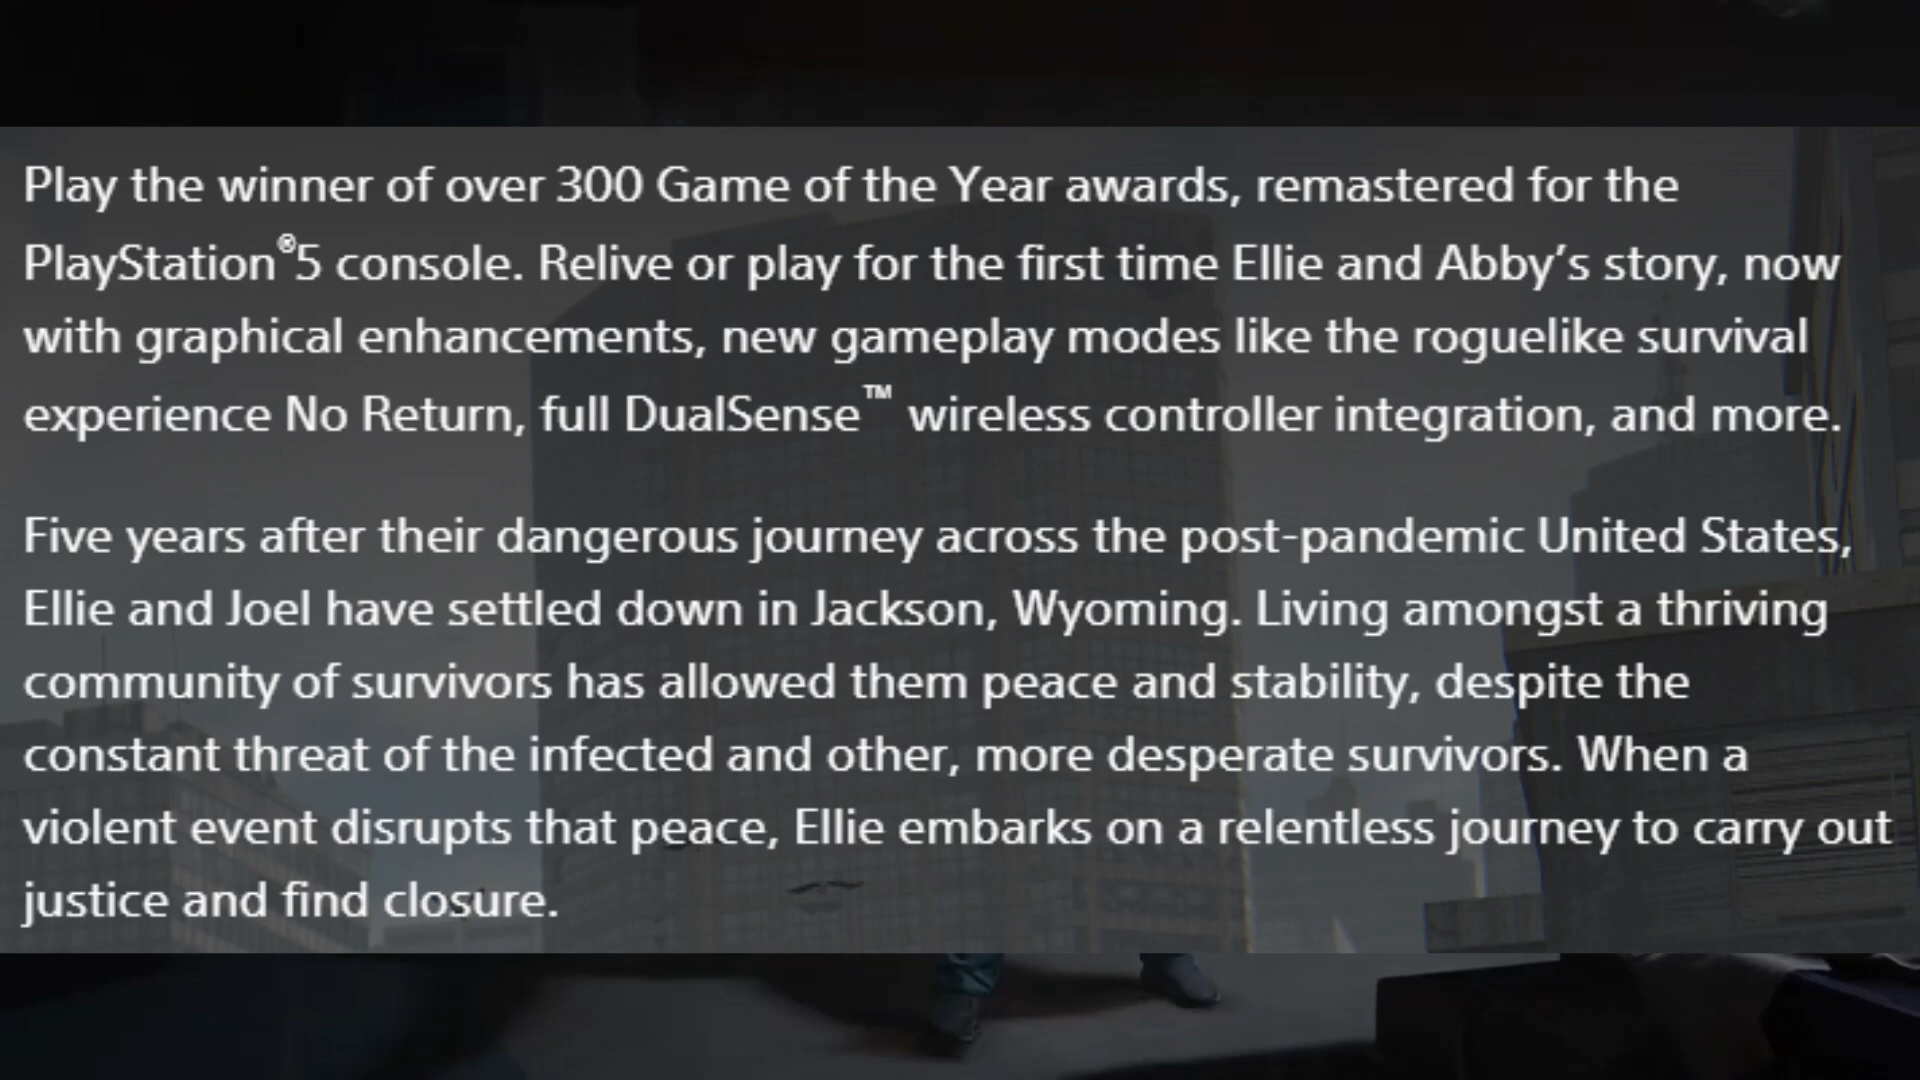 Play the winner of over 300 Game of the Year awards, remastered for the
PlayStation®5 console. Relive or play for the first time Ellie and Abby’s story, now
with graphical enhancements, new gameplay modes like the roguelike survival
experience No Return, full DualSense™ wireless controller integration, and more.
Five years after their dangerous journey across the post-pandemic United States,
Ellie and Joel have settled down in Jackson, Wyoming. Living amongst a thriving
community of survivors has allowed them peace and stability, despite the
constant threat of the infected and other, more desperate survivors. When a
violent event disrupts that peace, Ellie embarks on a relentless journey to carry out
justice and find closure.